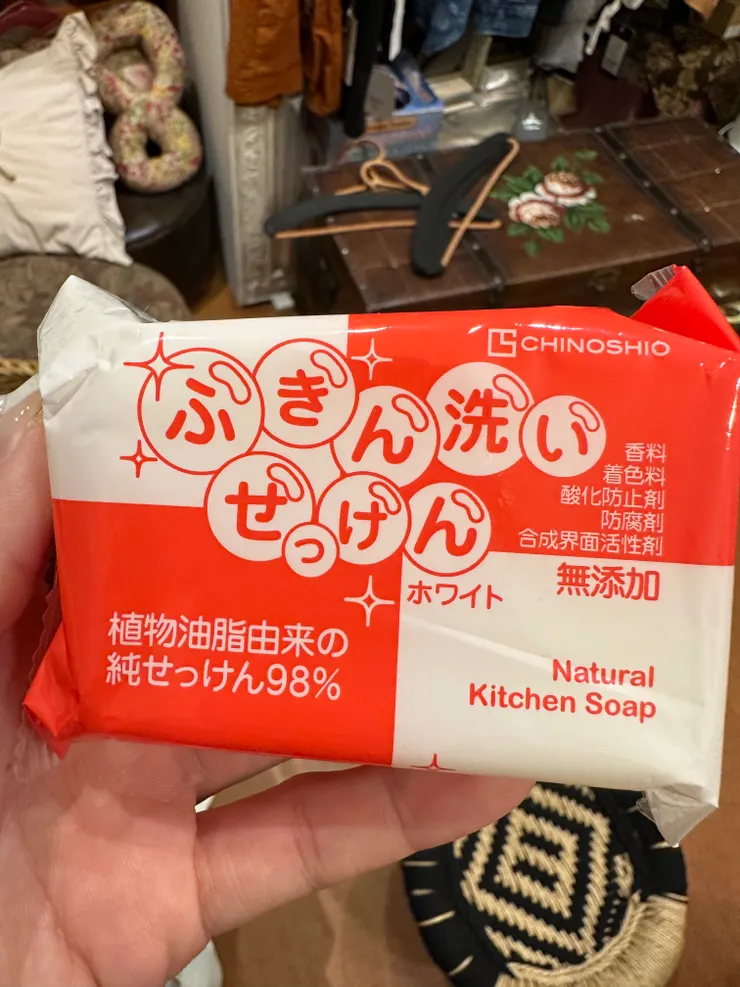 CHINOSHIO
ふきん洗い
せっけん
ホワイト
香料
着色料
酸化防止剤
防腐剤
合成界面活性剤
無添加
植物油脂由来の
純せっけん98%
Natural
Kitchen Soap